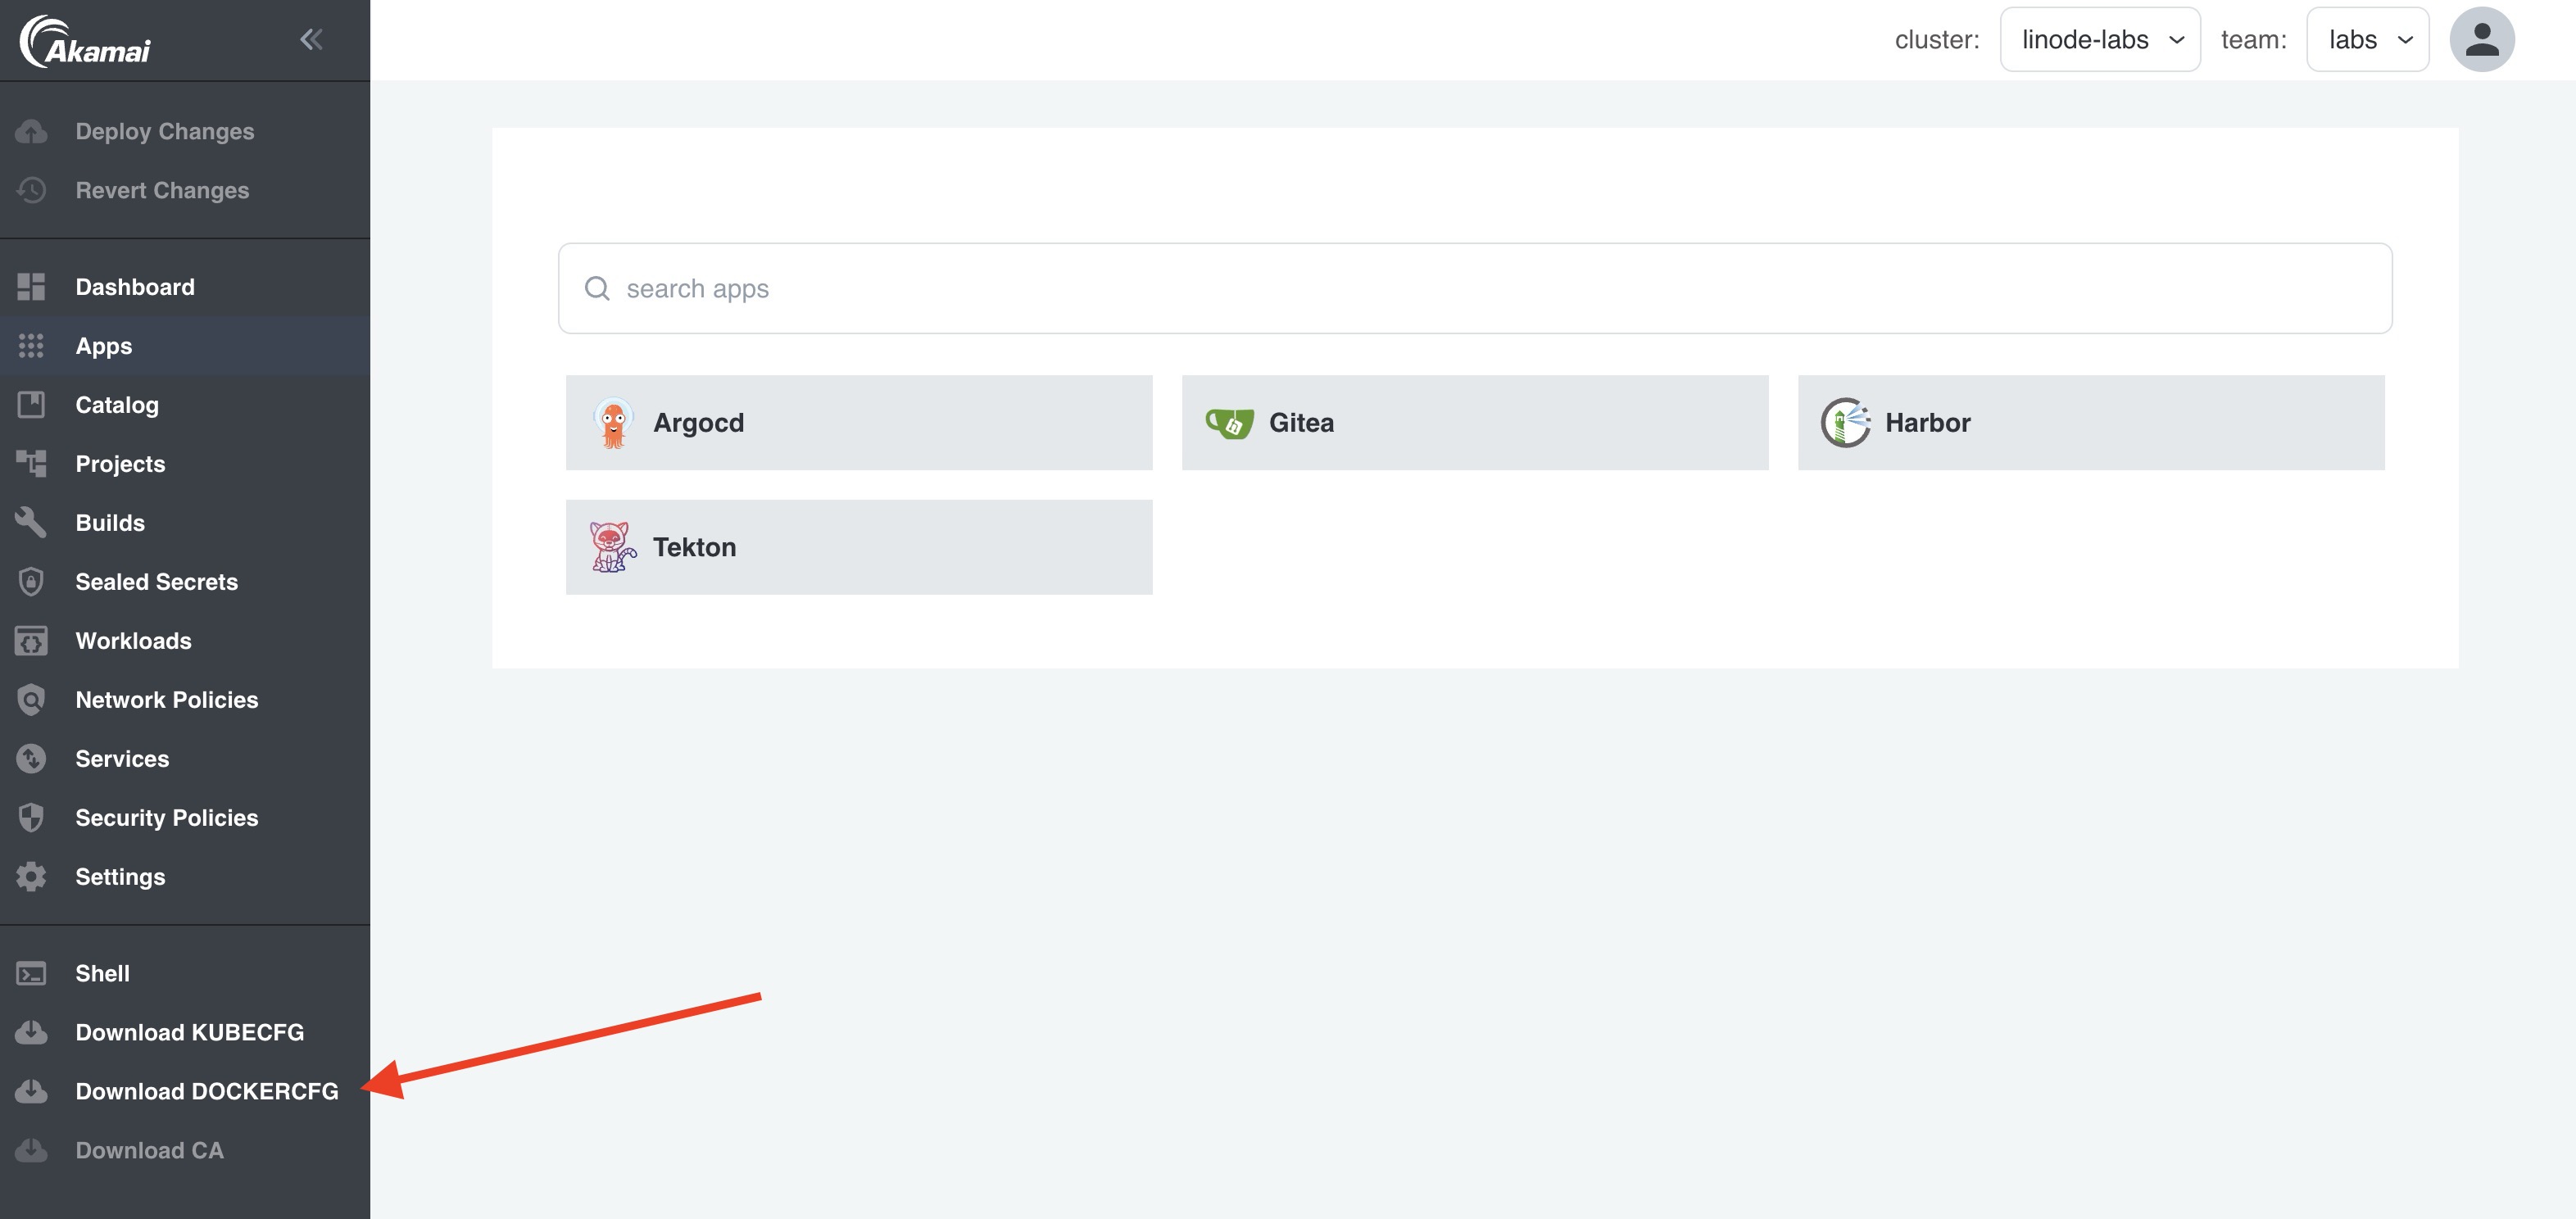 Akamai
cluster: linode-labs team: labs
Deploy Changes
Revert Changes
Dashboard
Apps
Catalog
Projects
Builds
Sealed Secrets
Workloads
Network Policies
Services
Security Policies
Settings
Shell
Download KUBECFG
Download DOCKERCFG
Download CA
search apps
Argocd
Gitea
Harbor
Tekton